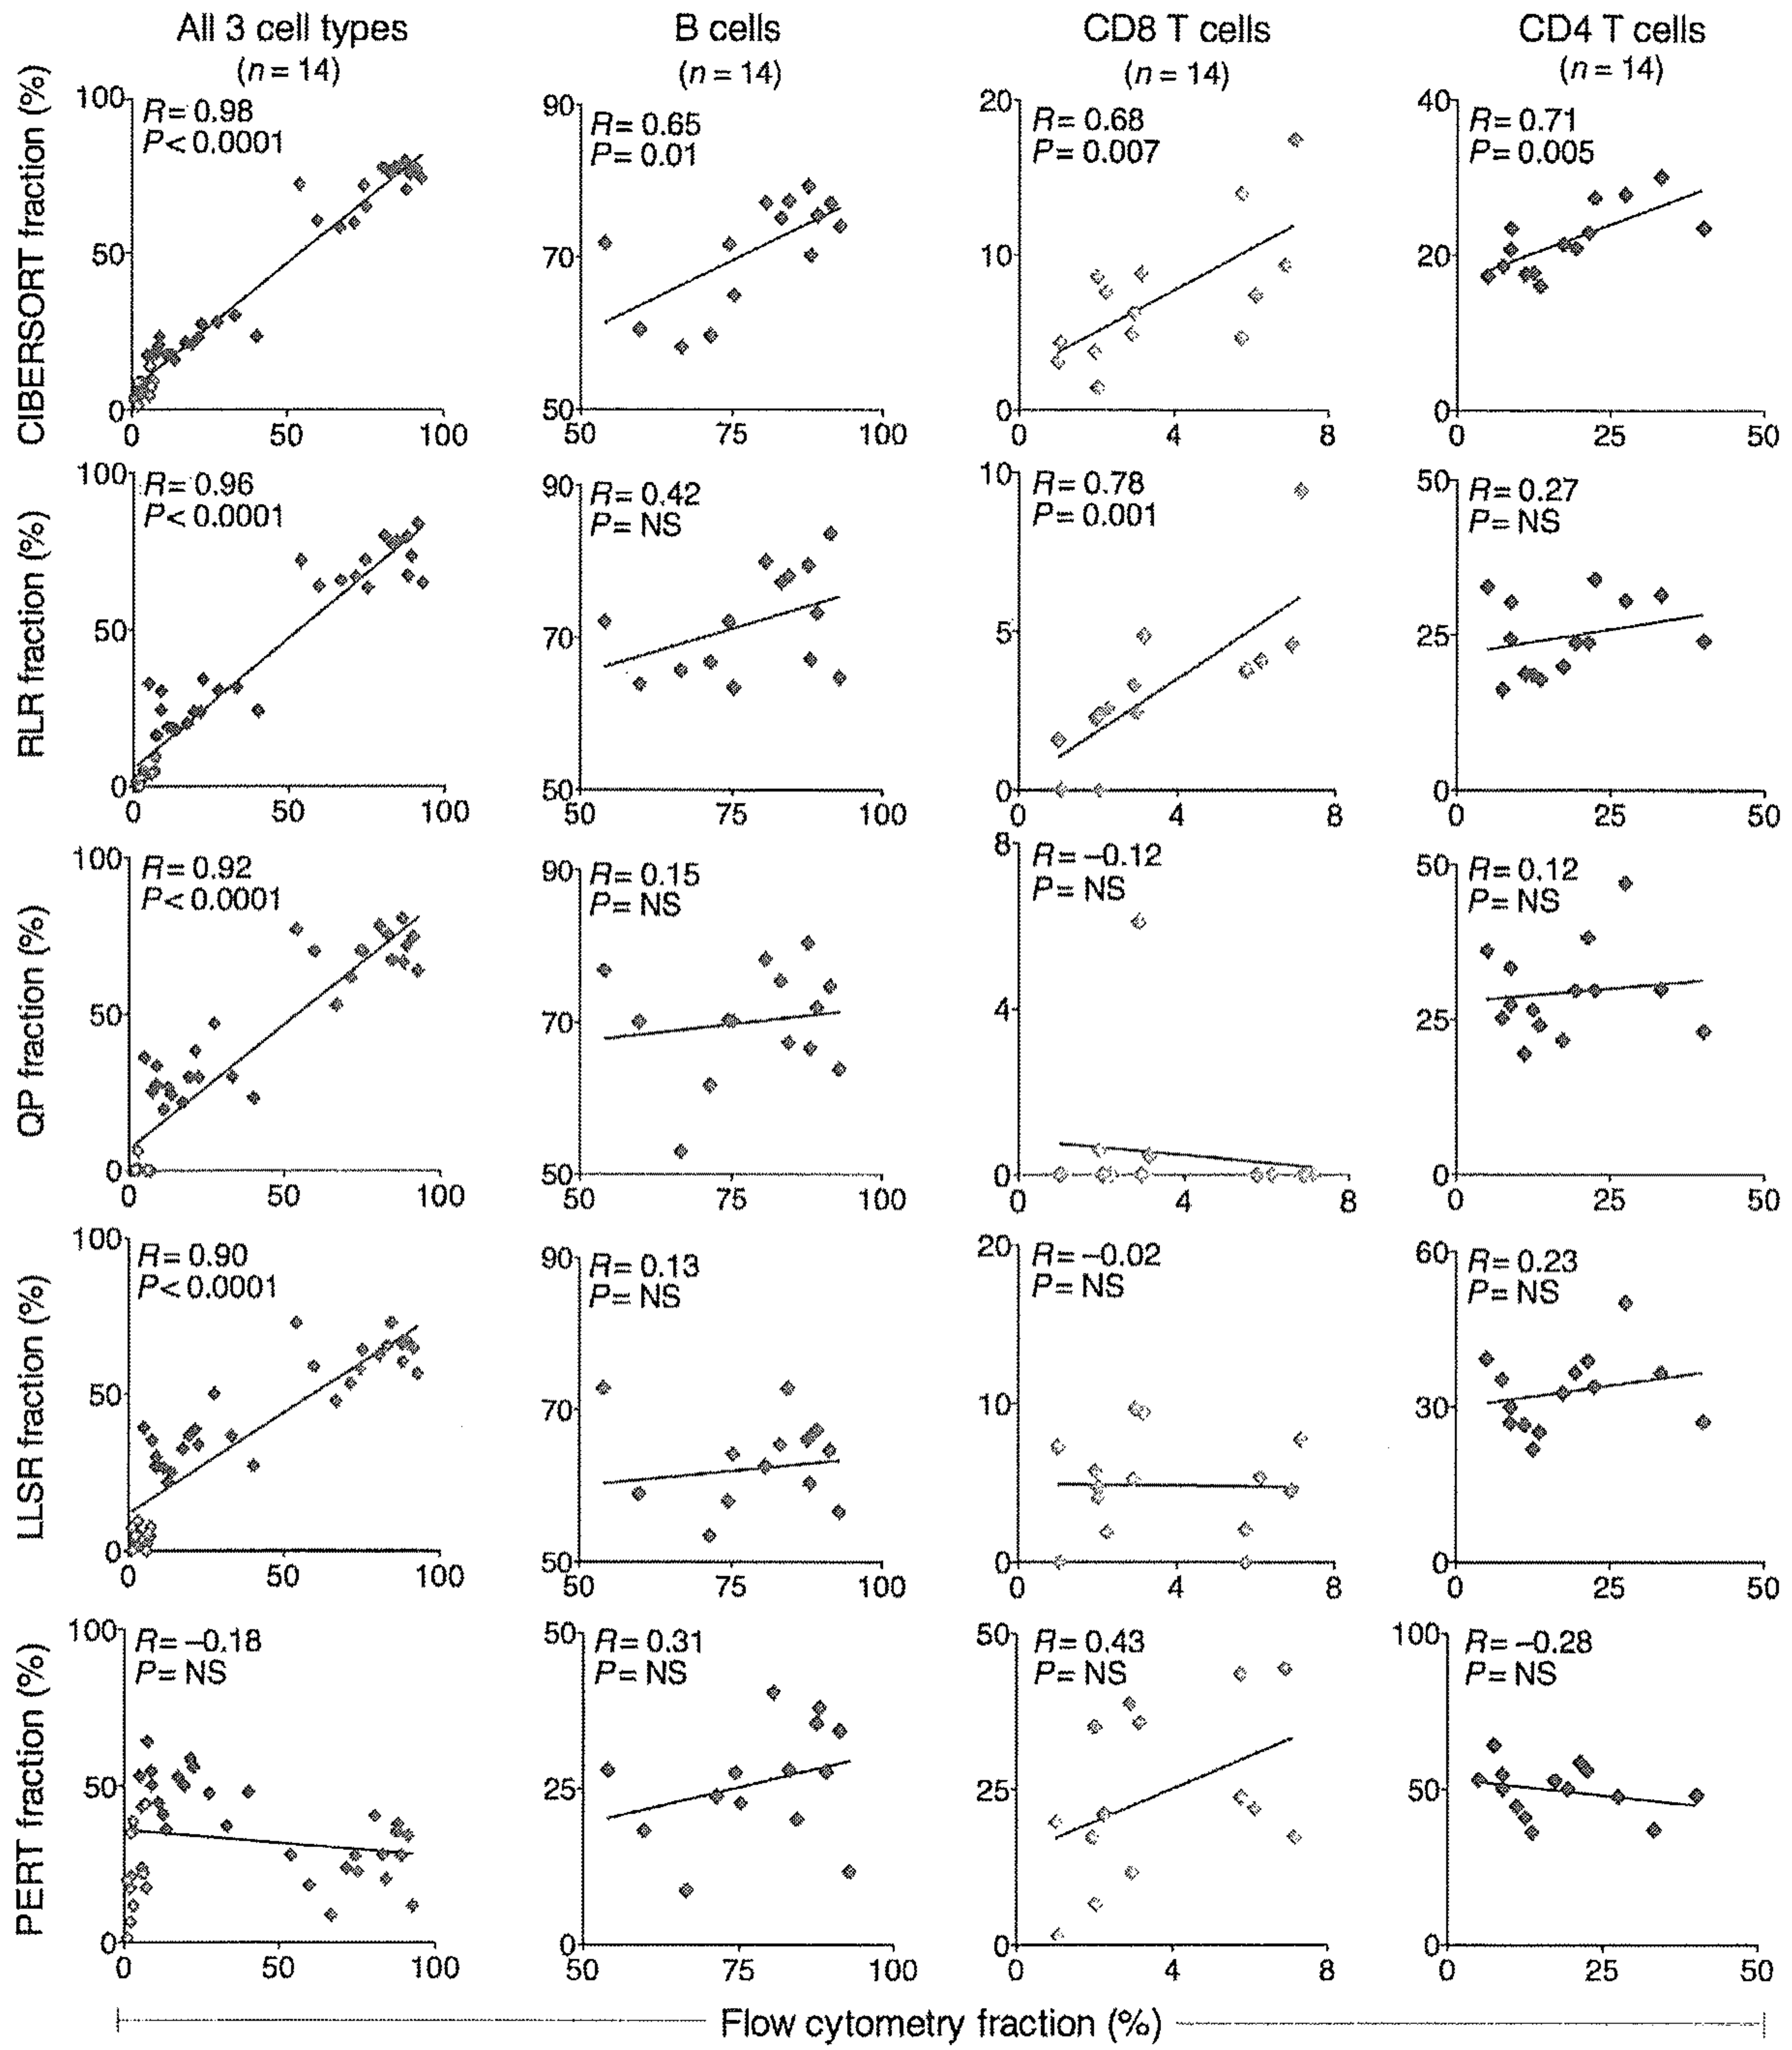 All 3 cell types
(n = 14)
B cells
(n = 14)
CD8 T cells
(n = 14)
CD4 T cells
(n = 14)
CIBERSORT fraction (%)
100
50
0
R= 0.98
P< 0.0001
0 50 100
90
70
50
R= 0.65
P= 0.01
50 75 100
20
10
0
R= 0.68
P= 0.007
0 4 8
40
20
0
R= 0.71
P= 0.005
0 25 50
RLR fraction (%)
100
50
0
R= 0.96
P< 0.0001
0 50 100
90
70
50
R= 0.42
P= NS
50 75 100
10
5
0
R= 0.78
P= 0.001
0 4 8
50
25
0
R= 0.27
P= NS
0 25 50
QP fraction (%)
100
50
0
R= 0.92
P< 0.0001
0 50 100
90
70
50
R= 0.15
P= NS
50 75 100
8
4
0
R= –0.12
P= NS
0 4 8
50
25
0
R= 0.12
P= NS
0 25 50
LLSR fraction (%)
100
50
0
R= 0.90
P< 0.0001
0 50 100
90
70
50
R= 0.13
P= NS
50 75 100
20
10
0
R= –0.02
P= NS
0 4 8
60
30
0
R= 0.23
P= NS
0 25 50
PERT fraction (%)
100
50
0
R= –0.18
P= NS
0 50 100
50
25
0
R= 0.31
P= NS
50 75 100
50
25
0
R= 0.43
P= NS
0 4 8
100
50
0
R= –0.28
P= NS
0 25 50
Flow cytometry fraction (%)